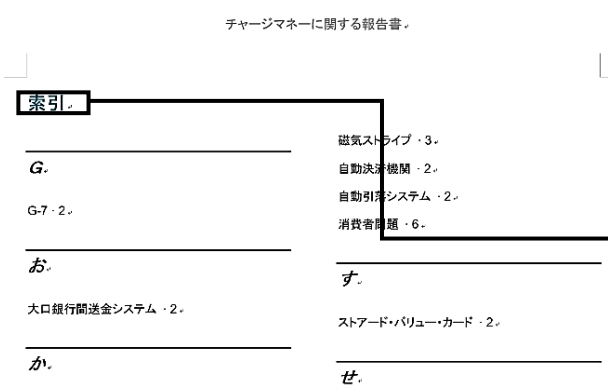 チャージマネーに関する報告書
索引
G
G-7 · 2
お
大口銀行間送金システム · 2
か
磁気ストライプ · 3
自動決済機関 · 2
自動引落システム · 2
消費者問題 · 6
す
ストアード・バリュー・カード · 2
せ